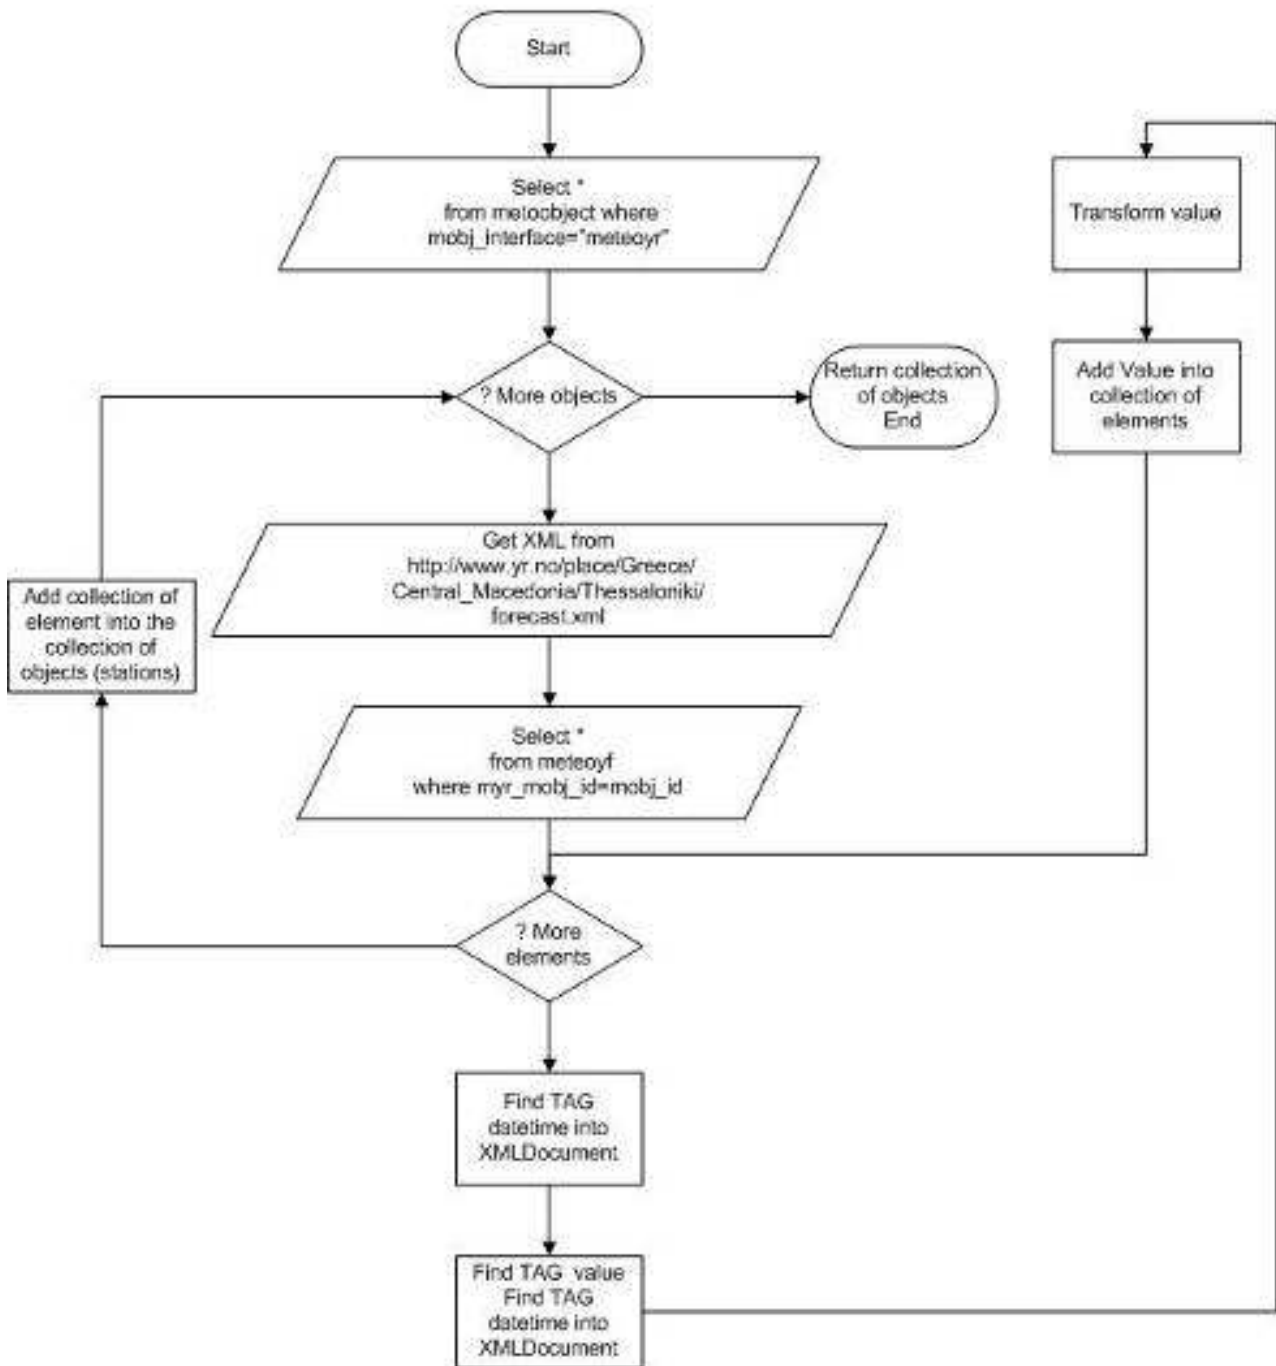 Start
Select *
from metoobject where
mobj_interface="meteoyr"
Transform value
? More objects
Return collection
of objects
End
Add Value into
collection of
elements
Get XML from
http://www.yr.no/place/Greece/
Central_Macedonia/Thessaloniki/
forecast.xml
Add collection of
element into the
collection of
objects (stations)
Select *
from meteoyf
where myr_mobj_id=mobj_id
? More
elements
Find TAG
datetime into
XMLDocument
Find TAG value
Find TAG
datetime into
XMLDocument